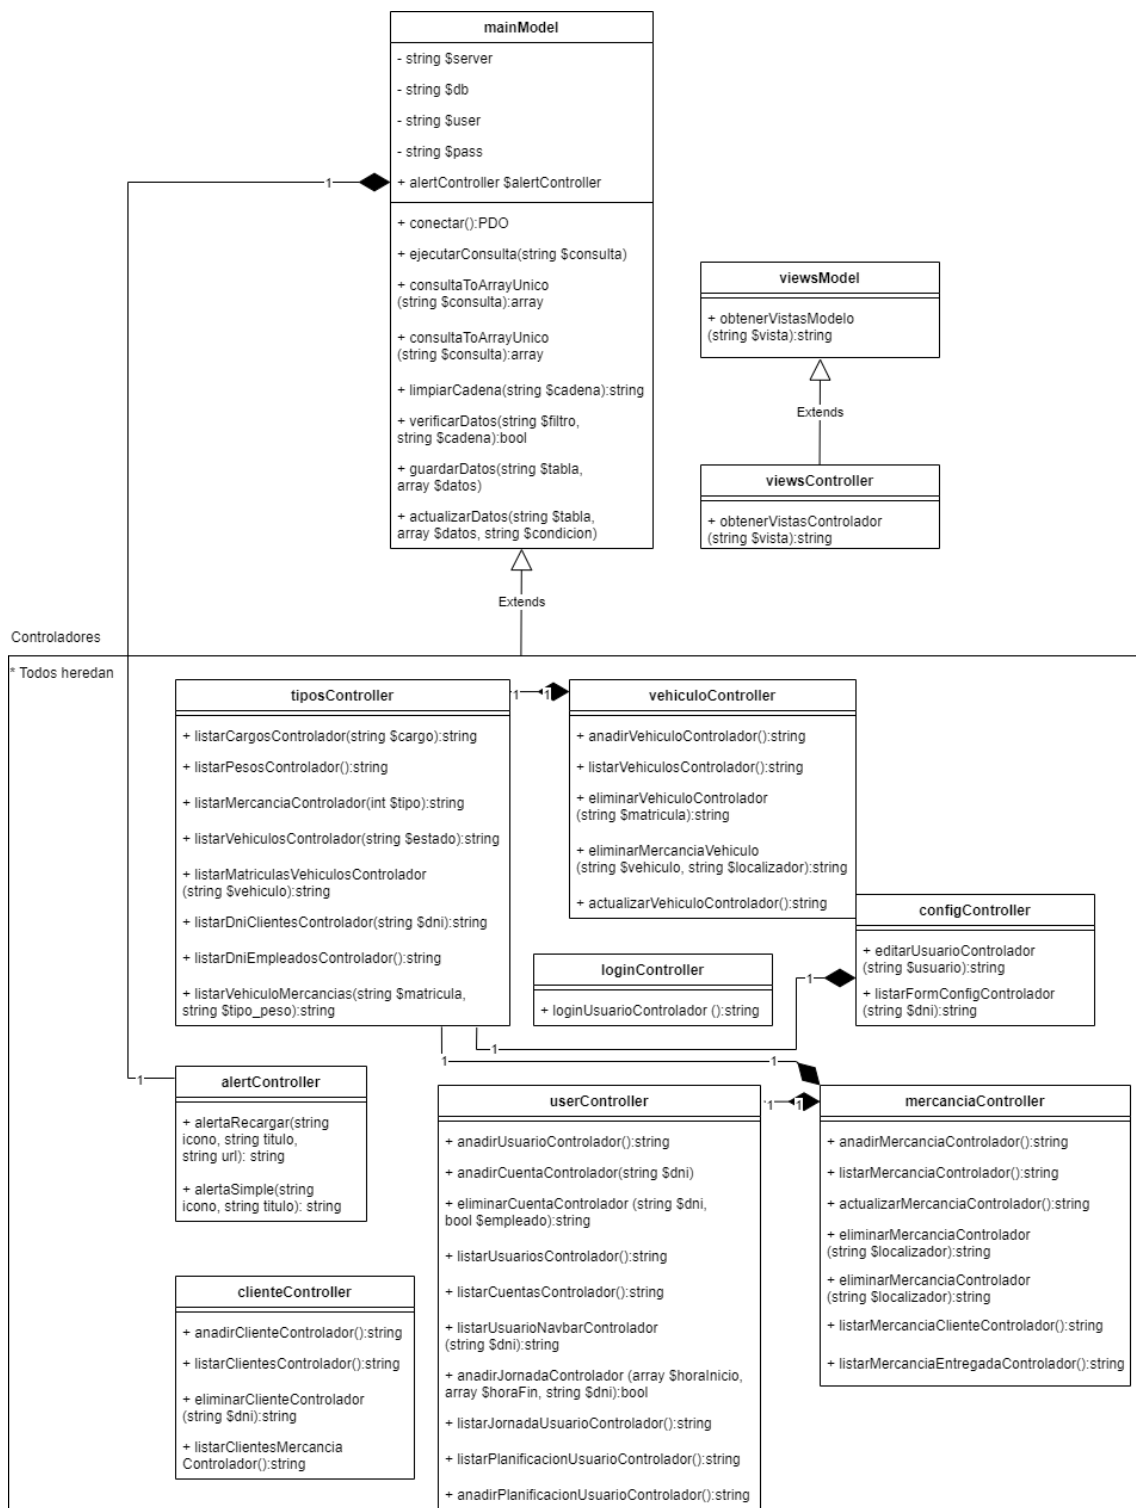 mainModel
- string $server
- string $db
- string $user
- string $pass
+ alertController $alertController
1
+ conectar():PDO
+ ejecutarConsulta(string $consulta)
+ consultaToArrayUnico
(string $consulta):array
+ consultaToArrayUnico
(string $consulta):array
+ limpiarCadena(string $cadena):string
+ verificarDatos(string $filtro,
string $cadena):bool
+ guardarDatos(string $tabla,
array $datos)
+ actualizarDatos(string $tabla,
array $datos, string $condicion)
viewsModel
+ obtenerVistasModelo
(string $vista):string
Extends
viewsController
+ obtenerVistasControlador
(string $vista):string
Extends
Controladores
* Todos heredan
tiposController
+ listarCargosControlador(string $cargo):string
+ listarPesosControlador():string
+ listarMercanciaControlador(int $tipo):string
+ listarVehiculosControlador(string $estado):string
+ listarMatriculasVehiculosControlador
(string $vehiculo):string
+ listarDniClientesControlador(string $dni):string
+ listarDniEmpleadosControlador():string
+ listarVehiculoMercancias(string $matricula,
string $tipo_peso):string
1
1
vehiculoController
+ anadirVehiculoControlador():string
+ listarVehiculosControlador():string
+ eliminarVehiculoControlador
(string $matricula):string
+ eliminarMercanciaVehiculo
(string $vehiculo, string $localizador):string
+ actualizarVehiculoControlador():string
configController
+ editarUsuarioControlador
(string $usuario):string
+ listarFormConfigControlador
(string $dni):string
1
loginController
+ loginUsuarioControlador ():string
1
1
1
1
alertController
+ alertaRecargar(string
icono, string titulo,
string url): string
+ alertaSimple(string
icono, string titulo): string
userController
+ anadirUsuarioControlador():string
+ anadirCuentaControlador(string $dni)
+ eliminarCuentaControlador (string $dni,
bool $empleado):string
+ listarUsuariosControlador():string
+ listarCuentasControlador():string
+ listarUsuarioNavbarControlador
(string $dni):string
+ anadirJornadaControlador (array $horaInicio,
array $horaFin, string $dni):bool
+ listarJornadaUsuarioControlador():string
+ listarPlanificacionUsuarioControlador():string
+ anadirPlanificacionUsuarioControlador():string
1
1
mercanciaController
+ anadirMercanciaControlador():string
+ listarMercanciaControlador():string
+ actualizarMercanciaControlador():string
+ eliminarMercanciaControlador
(string $localizador):string
+ eliminarMercanciaControlador
(string $localizador):string
+ listarMercanciaClienteControlador():string
+ listarMercanciaEntregadaControlador():string
clienteController
+ anadirClienteControlador():string
+ listarClientesControlador():string
+ eliminarClienteControlador
(string $dni):string
+ listarClientesMercancia
Controlador():string